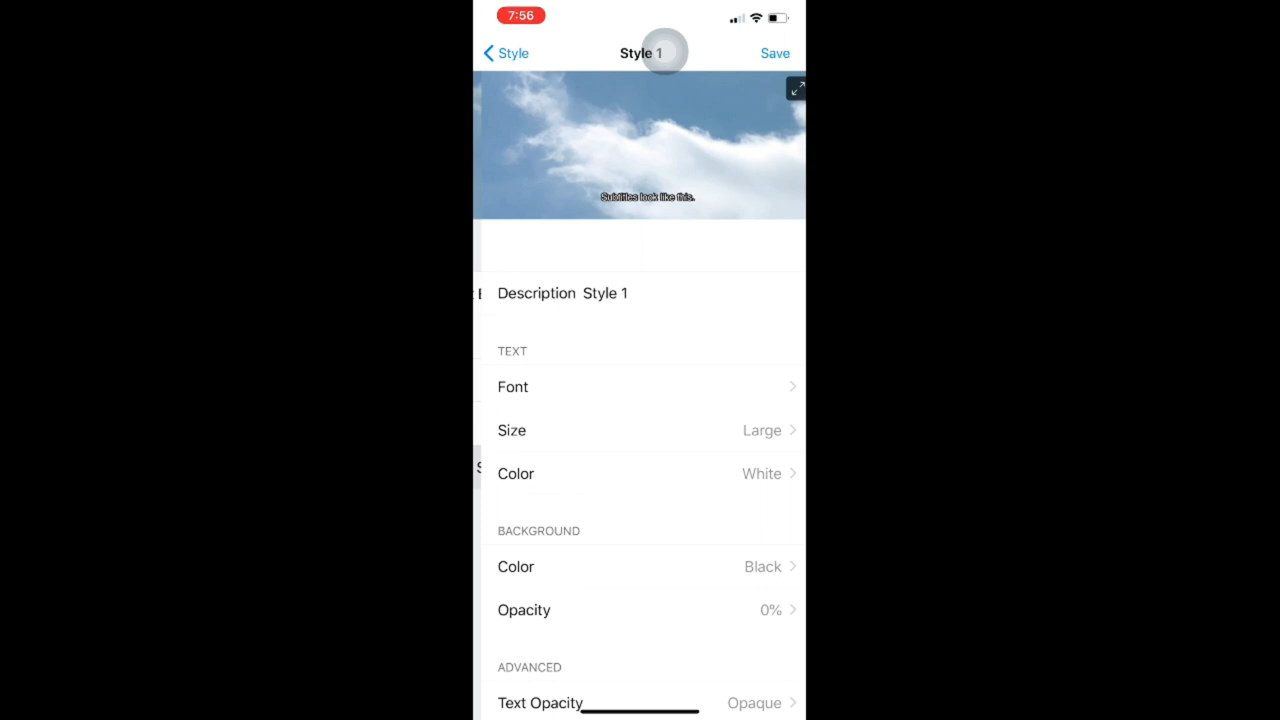 7:56
Style
Style 1
Save
Subtitles look like this.
Description Style 1
TEXT
Font
Size Large
Color White
BACKGROUND
Color Black
Opacity 0%
ADVANCED
Text Opacity Opaque